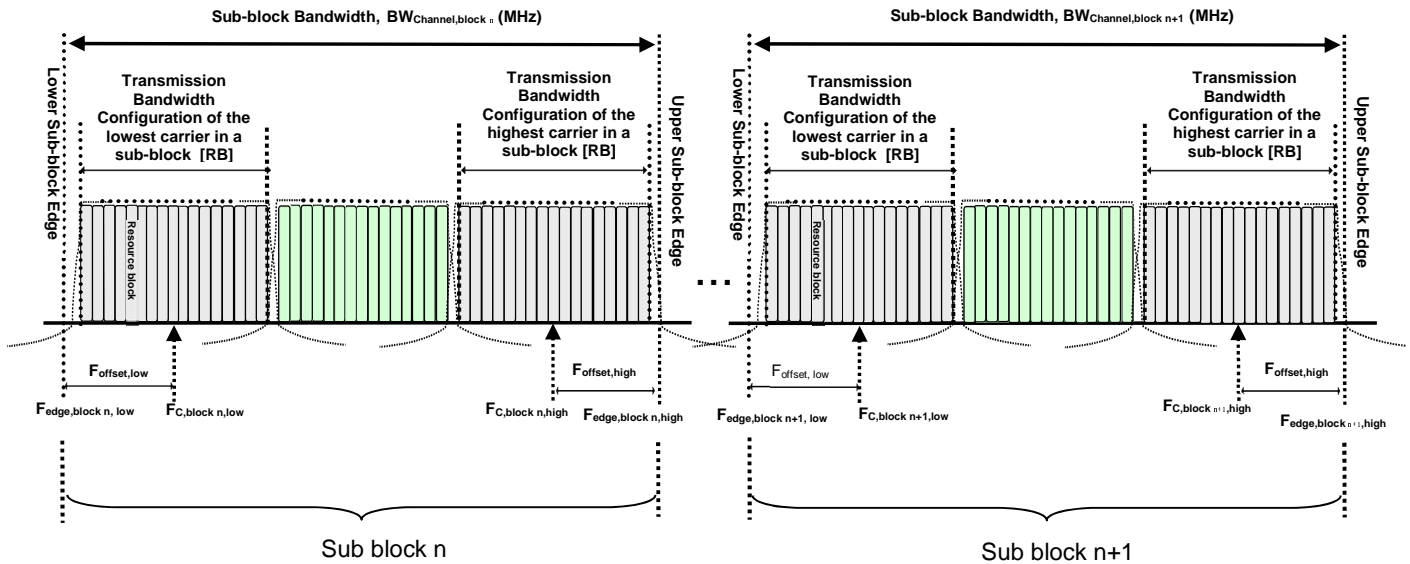 Sub-block Bandwidth, BWChannel,block n (MHz)
Lower Sub-block Edge
Transmission
Bandwidth
Configuration of the
lowest carrier in a
sub-block [RB]
Transmission
Bandwidth
Configuration of the
highest carrier in a
sub-block [RB]
Upper Sub-block Edge
Resource block
Foffset,low
Foffset,high
Fedge,block n, low
FC,block n,low
FC,block n,high
Fedge,block n,high
Sub block n
...
Sub-block Bandwidth, BWChannel,block n+1 (MHz)
Lower Sub-block Edge
Transmission
Bandwidth
Configuration of the
lowest carrier in a
sub-block [RB]
Transmission
Bandwidth
Configuration of the
highest carrier in a
sub-block [RB]
Upper Sub-block Edge
Resource block
Foffset, low
Foffset,high
Fedge,block n+1, low
FC,block n+1,low
FC,block n+1,high
Fedge,block n+1,high
Sub block n+1